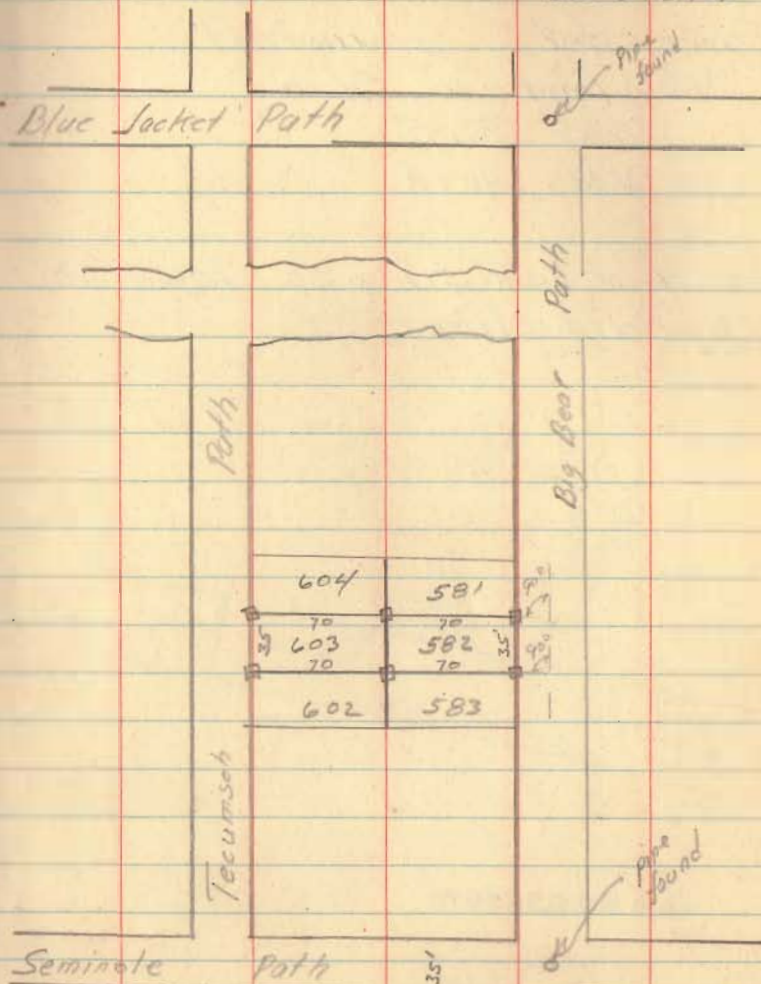 Pipe
found
Blue Jacket Path
Big Bear Path
Tecumseh Path
604 581
70 70
35 603 582 35'
70 70
602 583
90°
90°
Pipe
found
Seminole Path
35'